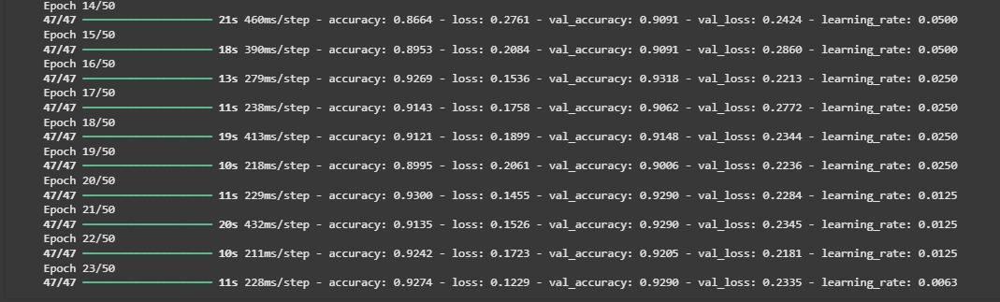 Epoch 14/50
47/47 ━━━━━━━━━━━━━━━━━━━━ 21s 460ms/step - accuracy: 0.8664 - loss: 0.2761 - val_accuracy: 0.9091 - val_loss: 0.2424 - learning_rate: 0.0500
Epoch 15/50
47/47 ━━━━━━━━━━━━━━━━━━━━ 18s 390ms/step - accuracy: 0.8953 - loss: 0.2084 - val_accuracy: 0.9091 - val_loss: 0.2860 - learning_rate: 0.0500
Epoch 16/50
47/47 ━━━━━━━━━━━━━━━━━━━━ 13s 279ms/step - accuracy: 0.9269 - loss: 0.1536 - val_accuracy: 0.9318 - val_loss: 0.2213 - learning_rate: 0.0250
Epoch 17/50
47/47 ━━━━━━━━━━━━━━━━━━━━ 11s 238ms/step - accuracy: 0.9143 - loss: 0.1758 - val_accuracy: 0.9062 - val_loss: 0.2772 - learning_rate: 0.0250
Epoch 18/50
47/47 ━━━━━━━━━━━━━━━━━━━━ 19s 413ms/step - accuracy: 0.9121 - loss: 0.1899 - val_accuracy: 0.9148 - val_loss: 0.2344 - learning_rate: 0.0250
Epoch 19/50
47/47 ━━━━━━━━━━━━━━━━━━━━ 10s 218ms/step - accuracy: 0.8995 - loss: 0.2061 - val_accuracy: 0.9006 - val_loss: 0.2236 - learning_rate: 0.0250
Epoch 20/50
47/47 ━━━━━━━━━━━━━━━━━━━━ 11s 229ms/step - accuracy: 0.9300 - loss: 0.1455 - val_accuracy: 0.9290 - val_loss: 0.2284 - learning_rate: 0.0125
Epoch 21/50
47/47 ━━━━━━━━━━━━━━━━━━━━ 20s 432ms/step - accuracy: 0.9135 - loss: 0.1526 - val_accuracy: 0.9290 - val_loss: 0.2345 - learning_rate: 0.0125
Epoch 22/50
47/47 ━━━━━━━━━━━━━━━━━━━━ 10s 211ms/step - accuracy: 0.9242 - loss: 0.1723 - val_accuracy: 0.9205 - val_loss: 0.2181 - learning_rate: 0.0125
Epoch 23/50
47/47 ━━━━━━━━━━━━━━━━━━━━ 11s 228ms/step - accuracy: 0.9274 - loss: 0.1229 - val_accuracy: 0.9290 - val_loss: 0.2335 - learning_rate: 0.0063